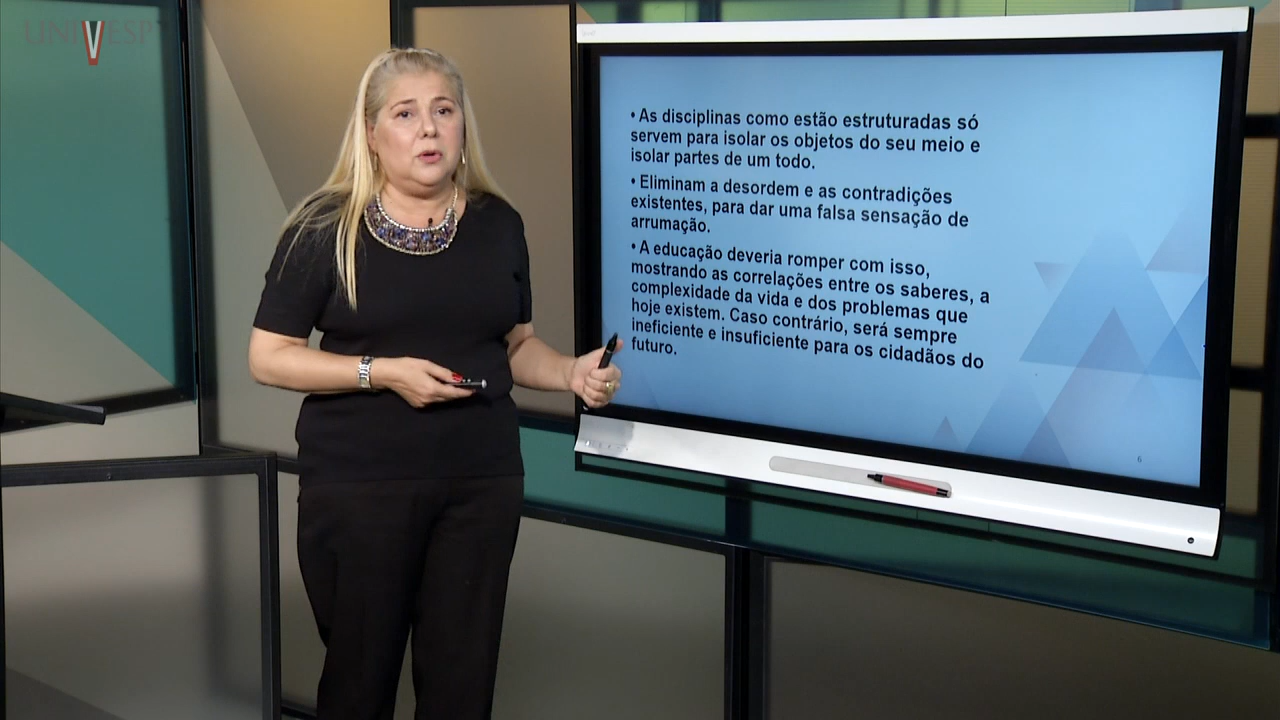 UNIVESP
• As disciplinas como estão estruturadas só
servem para isolar os objetos do seu meio e
isolar partes de um todo.
• Eliminam a desordem e as contradições
existentes, para dar uma falsa sensação de
arrumação.
• A educação deveria romper com isso,
mostrando as correlações entre os saberes, a
complexidade da vida e dos problemas que
hoje existem. Caso contrário, será sempre
ineficiente e insuficiente para os cidadãos do
futuro.
6